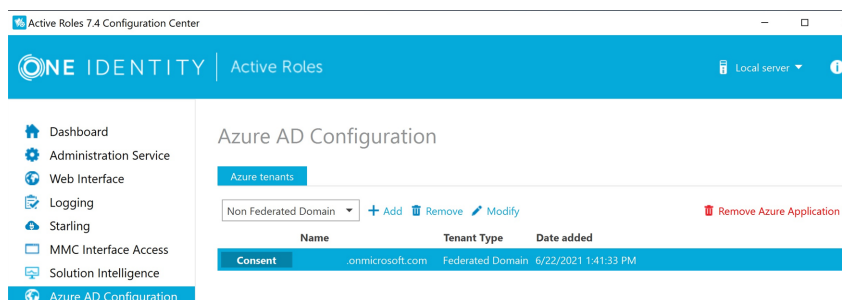 Active Roles 7.4 Configuration Center
ONE IDENTITY Active Roles
Local server
Dashboard
Administration Service
Web Interface
Logging
Starling
MMC Interface Access
Solution Intelligence
Azure AD Configuration
Azure AD Configuration
Azure tenants
Non Federated Domain Add Remove Modify Remove Azure Application
Name Tenant Type Date added
Consent .onmicrosoft.com Federated Domain 6/22/2021 1:41:33 PM